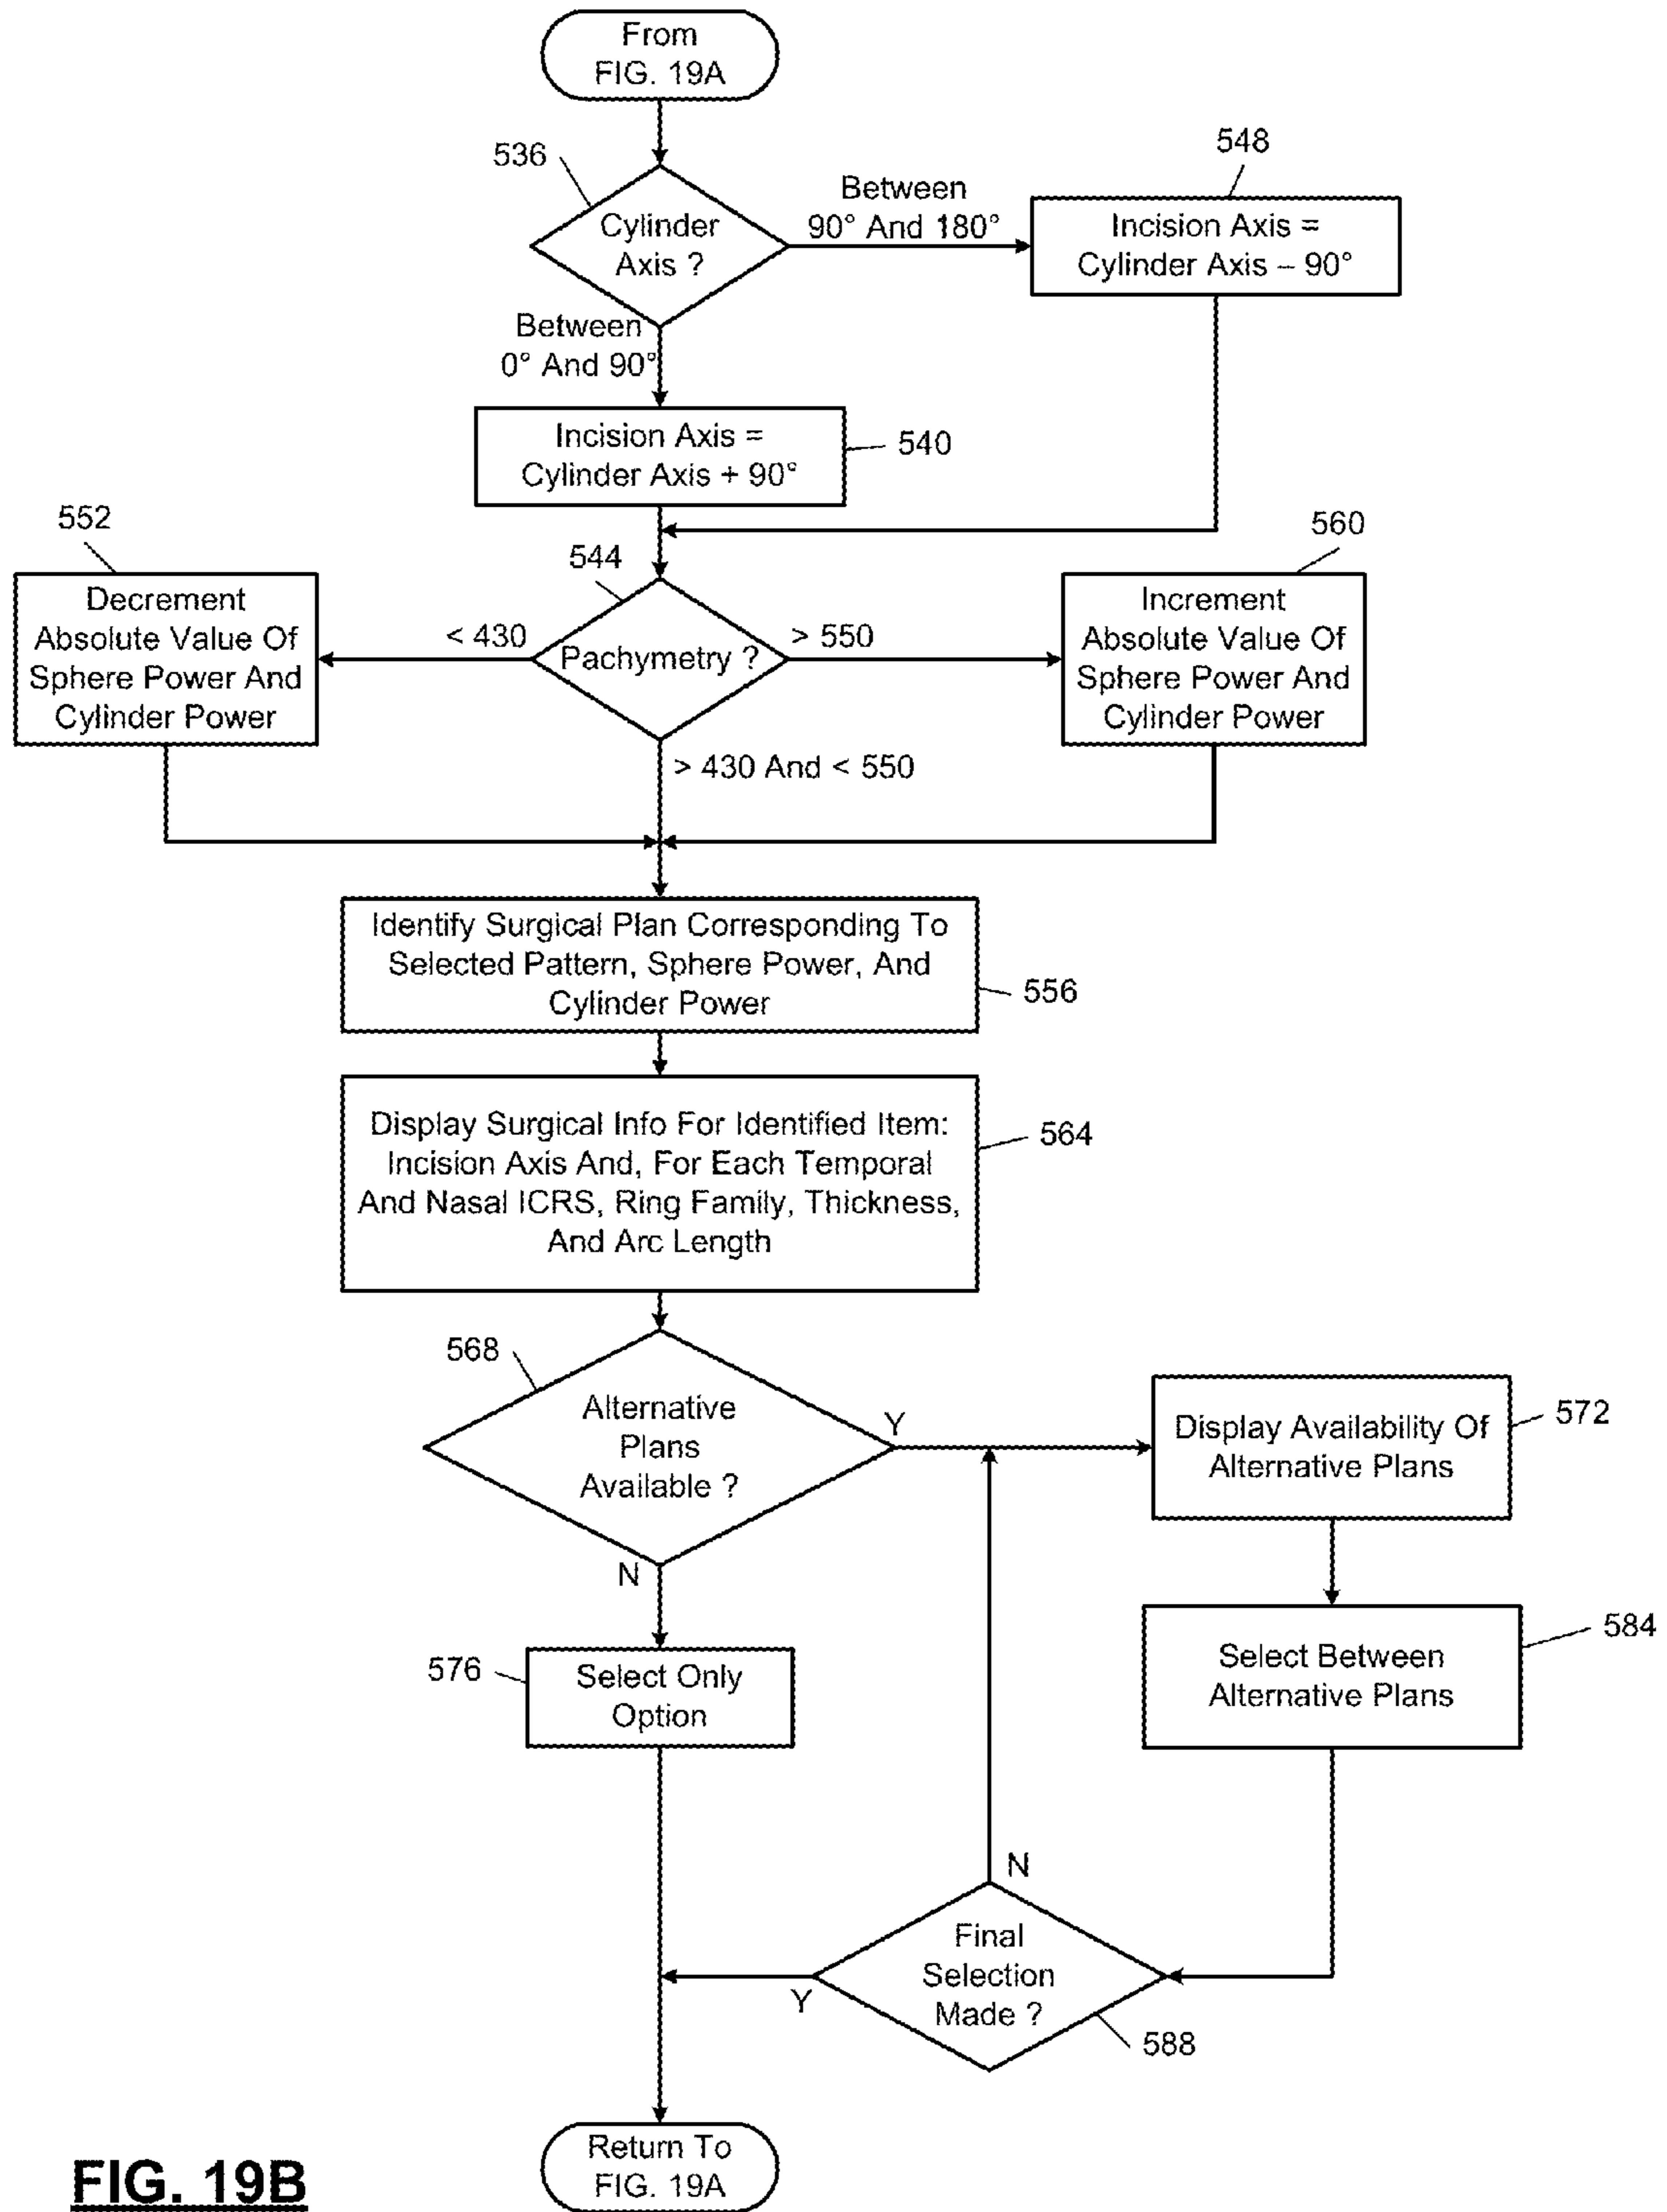 From
FIG. 19A
536
Cylinder
Axis ?
Between
90° And 180°
548
Incision Axis =
Cylinder Axis – 90°
Between
0° And 90°
Incision Axis =
Cylinder Axis + 90°
540
552
Decrement
Absolute Value Of
Sphere Power And
Cylinder Power
544
< 430
Pachymetry ?
> 550
560
Increment
Absolute Value Of
Sphere Power And
Cylinder Power
> 430 And < 550
Identify Surgical Plan Corresponding To
Selected Pattern, Sphere Power, And
Cylinder Power
556
Display Surgical Info For Identified Item:
Incision Axis And, For Each Temporal
And Nasal ICRS, Ring Family, Thickness,
And Arc Length
564
568
Alternative
Plans
Available ?
Y
Display Availability Of
Alternative Plans
572
N
576
Select Only
Option
Select Between
Alternative Plans
584
N
Final
Selection
Made ?
Y
588
Return To
FIG. 19A
FIG. 19B